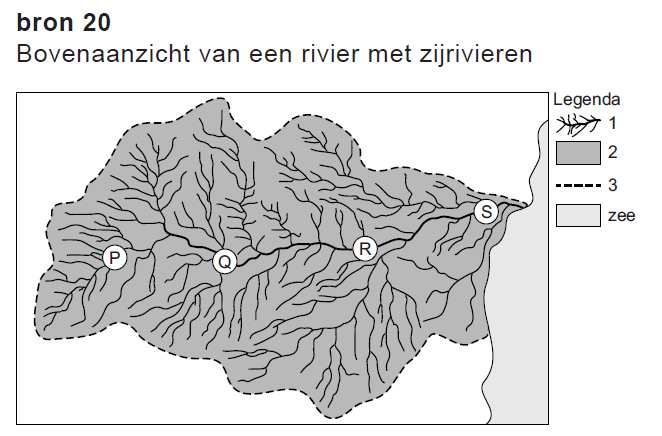 bron 20
Bovenaanzicht van een rivier met zijrivieren
Legenda
1
2
3
zee
P
Q
R
S